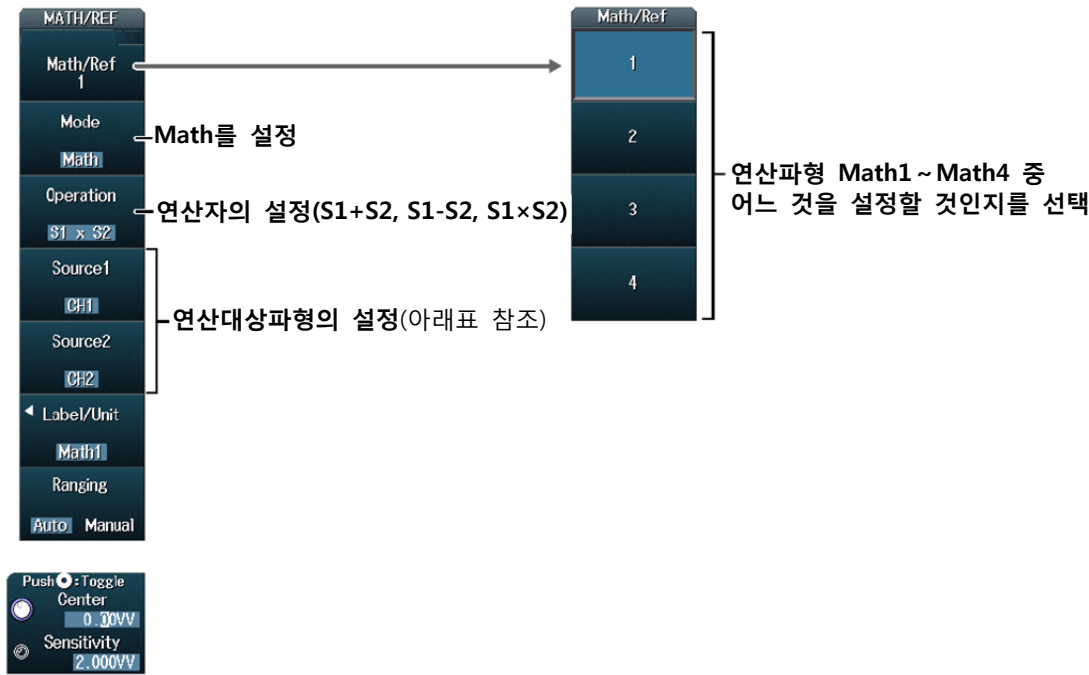 MATH/REF
Math/Ref
1
Mode
Math
Operation
S1 x S2
Source1
CH1
Source2
CH2
Label/Unit
Math1
Ranging
Auto Manual
Push :Toggle
Center
0.00VV
Sensitivity
2.000VV
Math를 설정
연산자의 설정(S1+S2, S1-S2, S1×S2)
연산대상파형의 설정(아래표 참조)
Math/Ref
1
2
3
4
연산파형 Math1~Math4 중
어느 것을 설정할 것인지를 선택